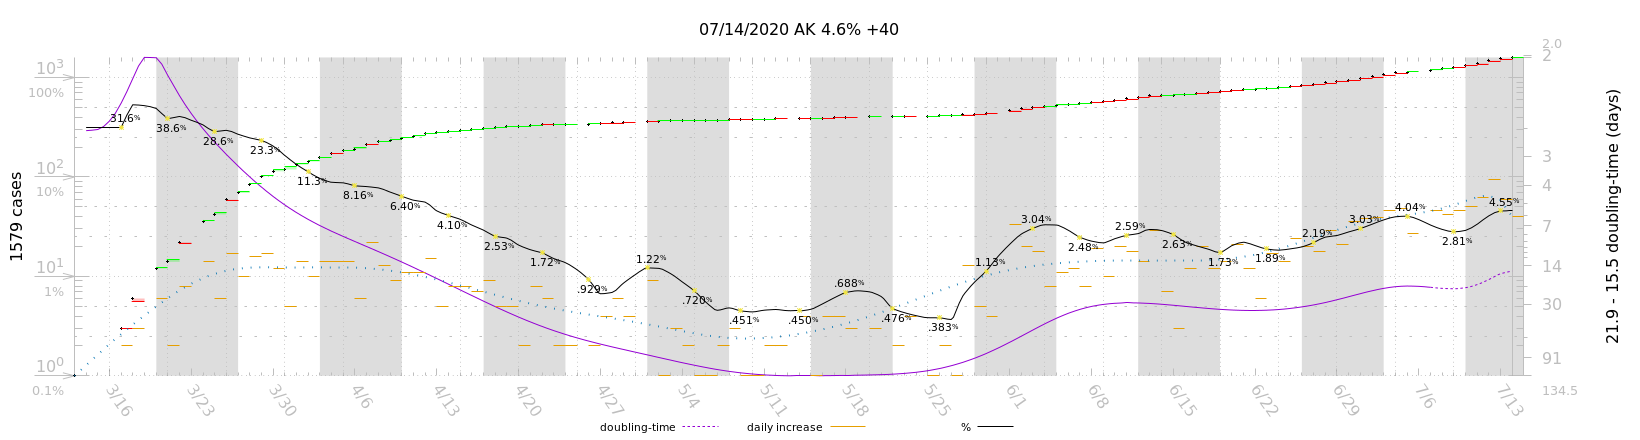 07/14/2020 AK 4.6% +40
2.0
10³ 2
100%
31.6% 38.6% 28.6% 23.3% 11.3% 8.16% 6.40% 4.10% 2.53% 1.72% .929% 1.22% .720% .451% .450% .688% .476% .383% 1.13% 3.04% 2.48% 2.59% 2.63% 1.73% 1.89% 2.19% 3.03% 4.04% 2.81% 4.55%
3
10² 4
10%
7
10¹ 14
1%
30
91
10⁰
0.1% 134.5
1579 cases
21.9 - 15.5 doubling-time (days)
3/16 3/23 3/30 4/6 4/13 4/20 4/27 5/4 5/11 5/18 5/25 6/1 6/8 6/15 6/22 6/29 7/6 7/13
doubling-time daily increase %